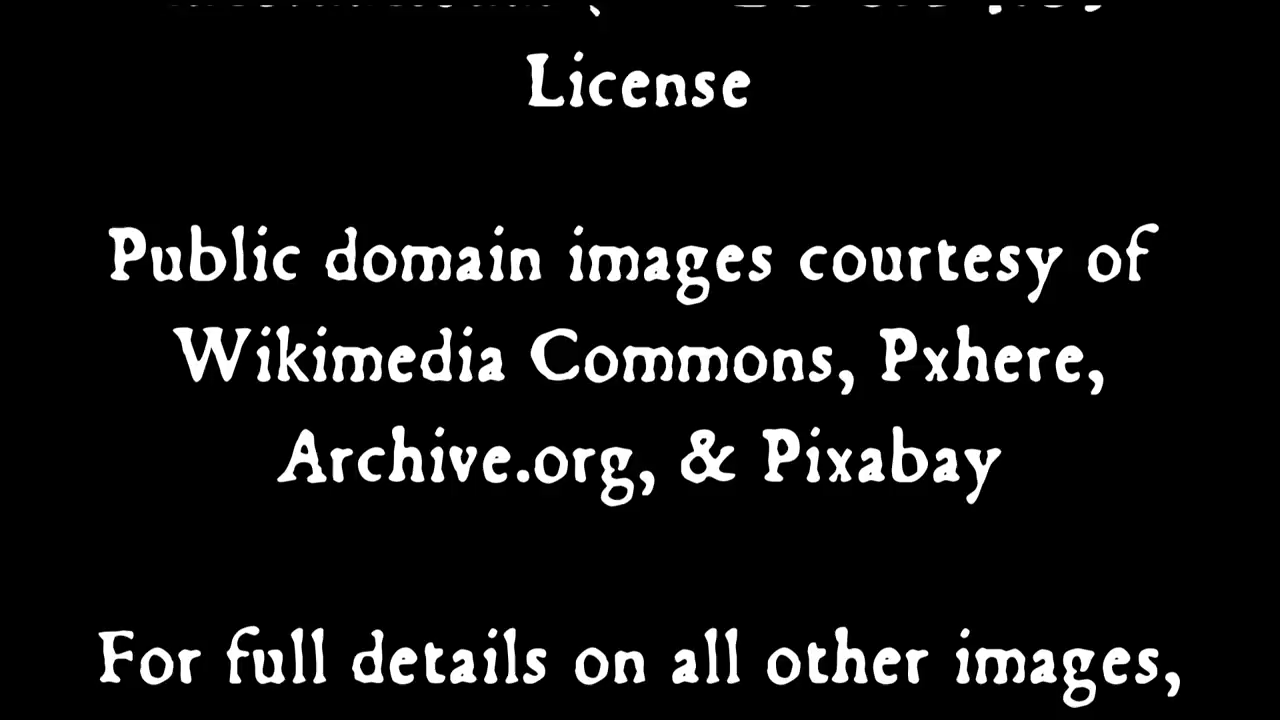 License
Public domain images courtesy of
Wikimedia Commons, Pxhere,
Archive.org, & Pixabay
For full details on all other images,